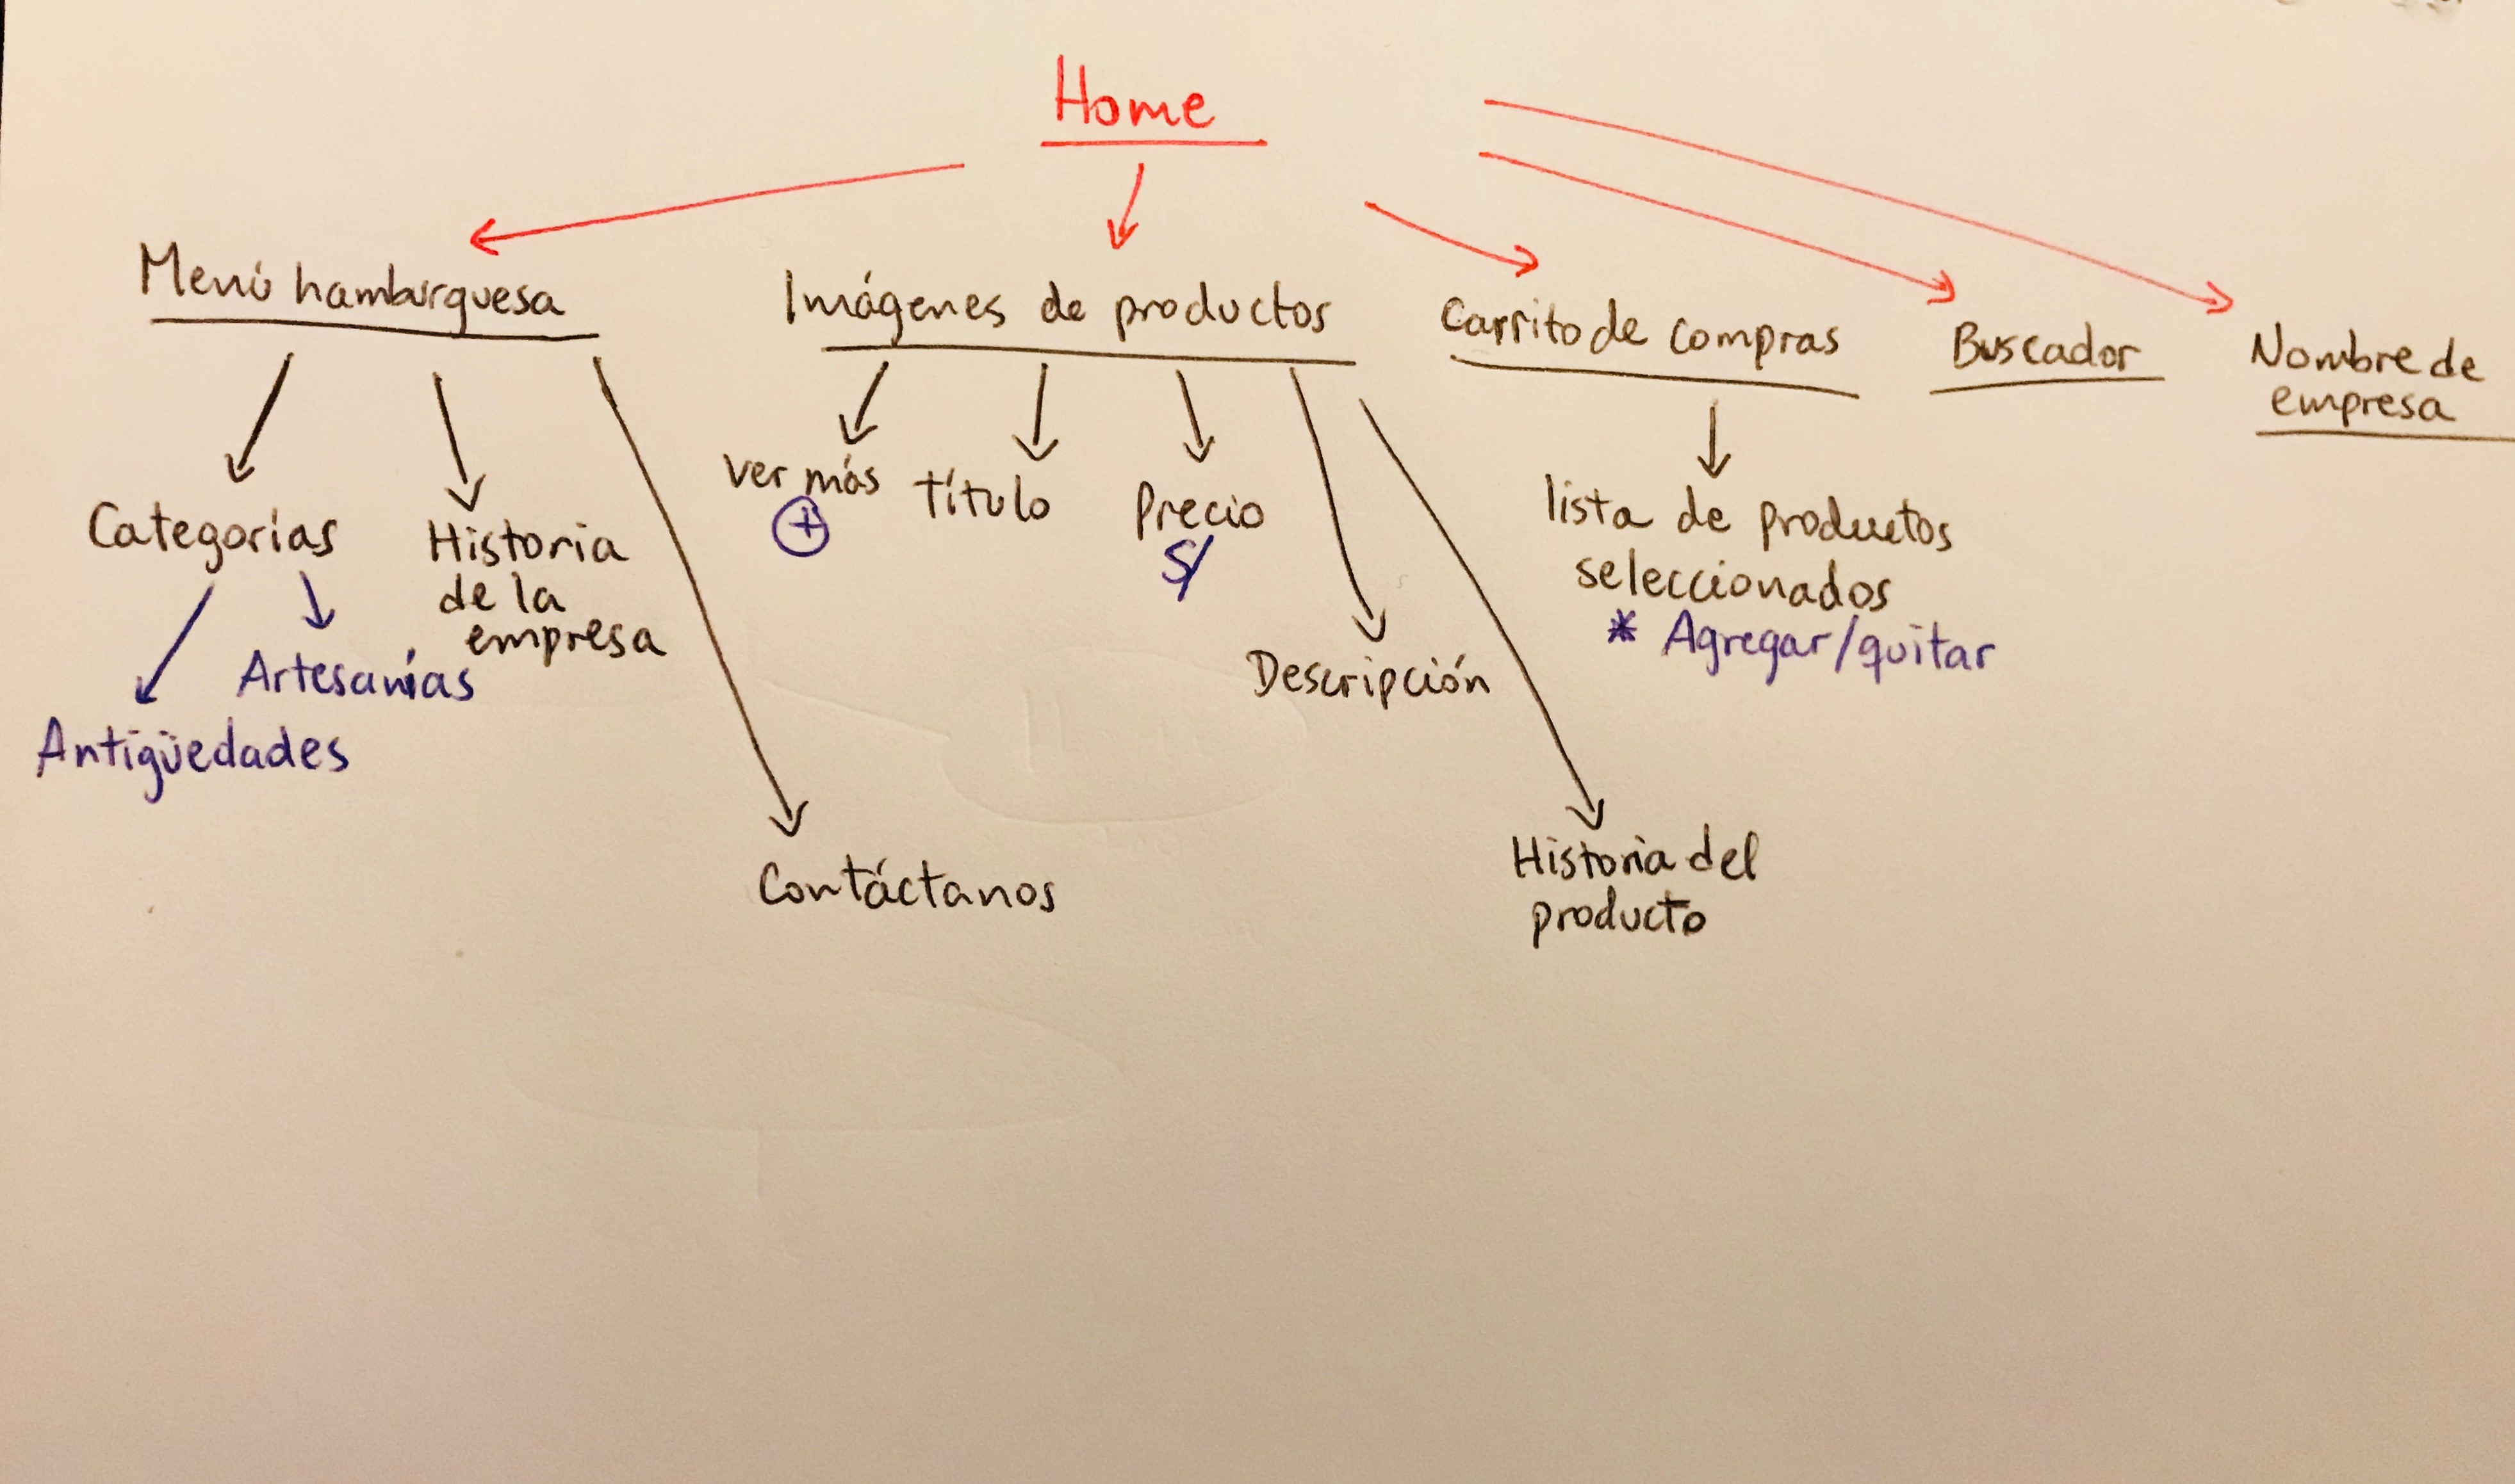 Home
Menú hamburguesa
Imágenes de productos
Carrito de compras
Buscador
Nombre de
empresa
Categorías
Historia
de la
empresa
Artesanías
Antigüedades
Contáctanos
ver más
+
título
Precio
S/
Descripción
Historia del
producto
lista de productos
seleccionados
* Agregar/quitar